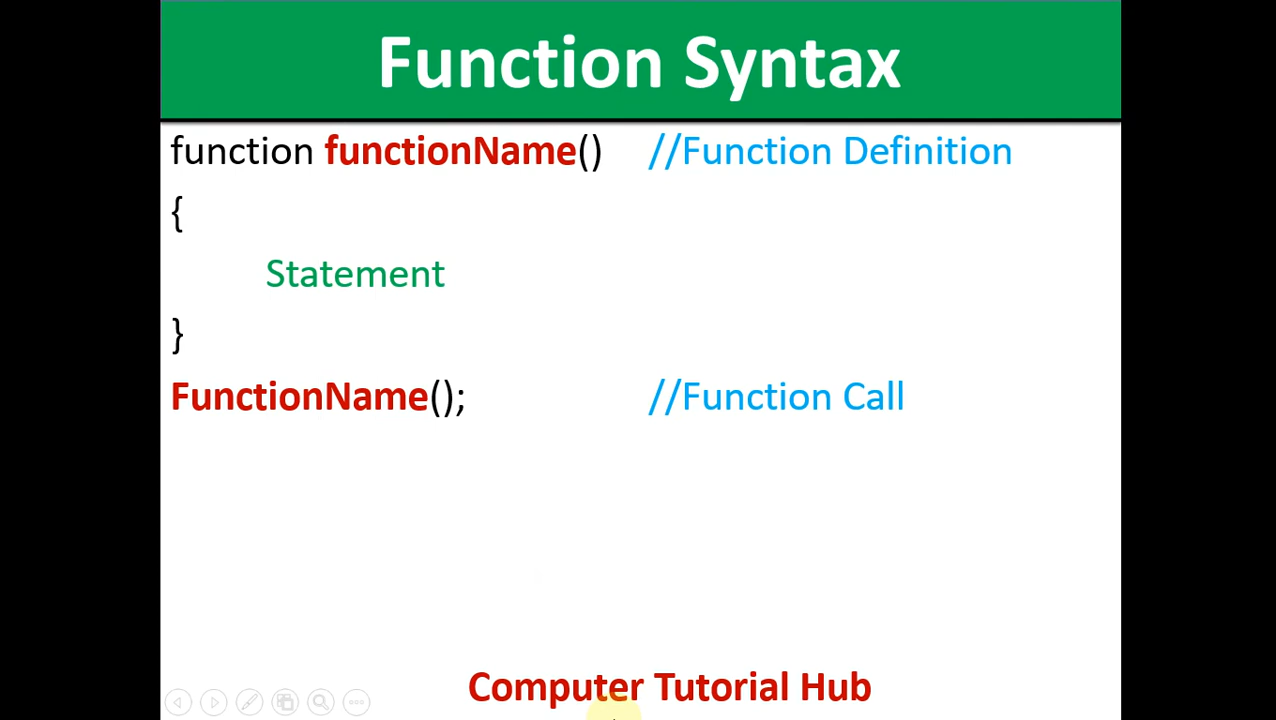 Function Syntax
function functionName() //Function Definition
{
Statement
}
FunctionName(); //Function Call
Computer Tutorial Hub